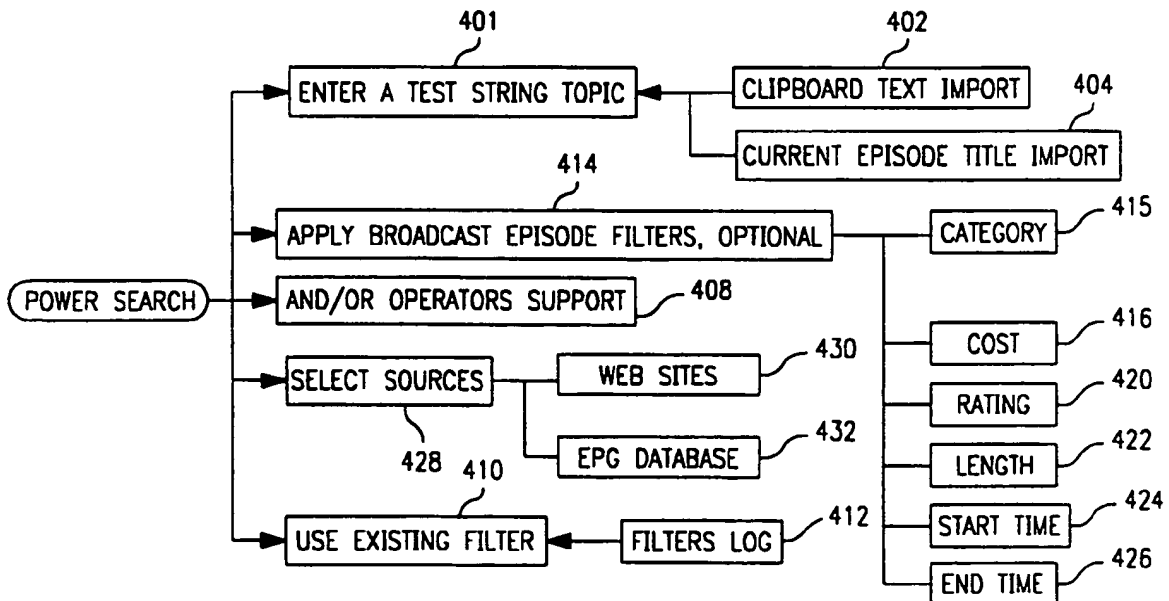 401
402
ENTER A TEST STRING TOPIC
CLIPBOARD TEXT IMPORT
404
CURRENT EPISODE TITLE IMPORT
414
415
APPLY BROADCAST EPISODE FILTERS, OPTIONAL
CATEGORY
POWER SEARCH
AND/OR OPERATORS SUPPORT
408
416
COST
430
SELECT SOURCES
WEB SITES
420
RATING
428
432
EPG DATABASE
422
LENGTH
410
412
424
USE EXISTING FILTER
FILTERS LOG
START TIME
426
END TIME